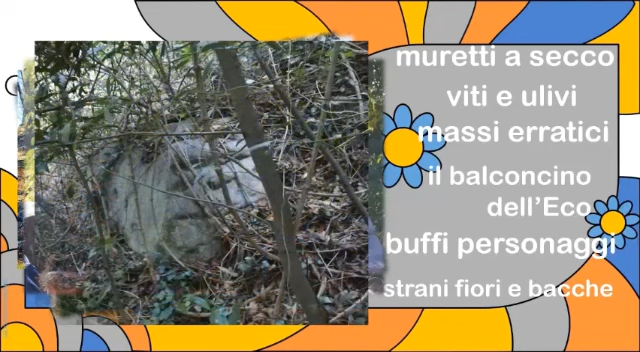 muretti a secco
viti e ulivi
massi erratici
il balconcino
dell'Eco
buffi personaggi
strani fiori e bacche